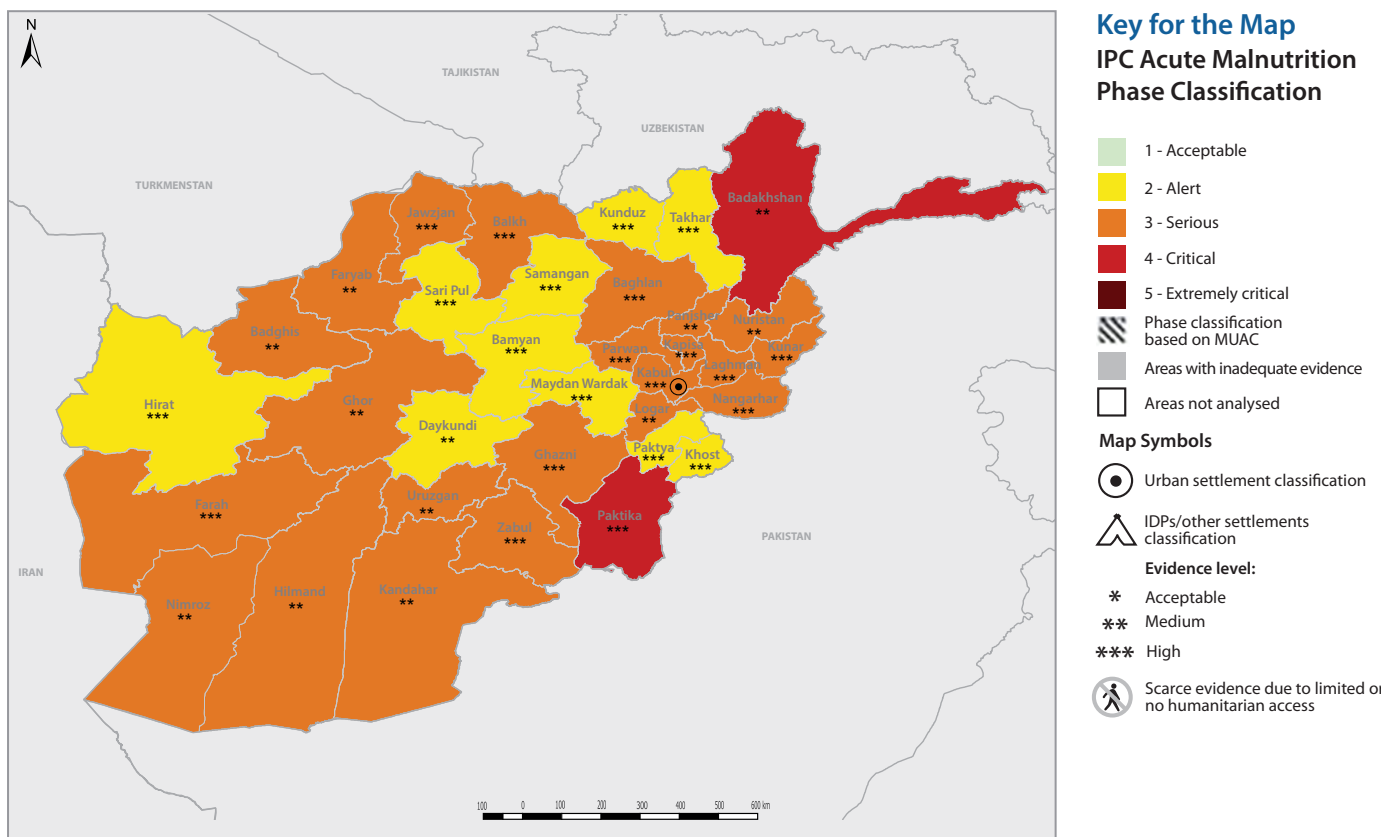 N
TAJIKISTAN
UZBEKISTAN
TURKMENSTAN
IRAN
PAKISTAN
Badakhshan
**
Kunduz
***
Takhar
***
Jawzjan
***
Balkh
***
Faryab
**
Sari Pul
***
Samangan
***
Baghlan
***
Badghis
**
Bamyan
***
Panjsher
**
Nuristan
**
Parwan
***
Kapisa
***
Kunar
***
Laghman
***
Kabul
***
Maydan Wardak
***
Nangarhar
***
Hirat
***
Ghor
**
Logar
**
Daykundi
**
Paktya
***
Khost
***
Ghazni
***
Farah
***
Uruzgan
**
Zabul
***
Paktika
***
Nimroz
**
Hilmand
**
Kandahar
**
100 0 100 200 300 400 500 600 km
Key for the Map
IPC Acute Malnutrition
Phase Classification
1 - Acceptable
2 - Alert
3 - Serious
4 - Critical
5 - Extremely critical
Phase classification
based on MUAC
Areas with inadequate evidence
Areas not analysed
Map Symbols
Urban settlement classification
IDPs/other settlements
classification
Evidence level:
* Acceptable
** Medium
*** High
Scarce evidence due to limited or
no humanitarian access